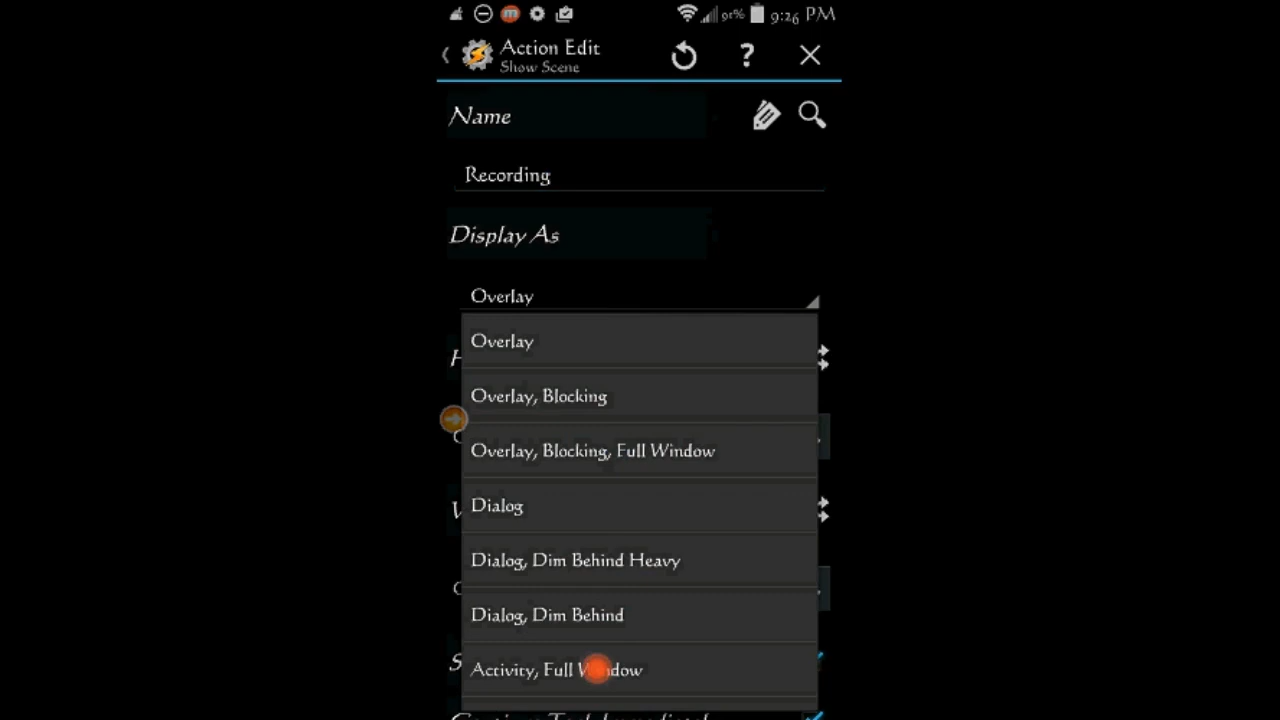 91% 9:26 PM
Action Edit
Show Scene
?
Name
Recording
Display As
Overlay
Overlay
Overlay, Blocking
Overlay, Blocking, Full Window
Dialog
Dialog, Dim Behind Heavy
Dialog, Dim Behind
Activity, Full Window